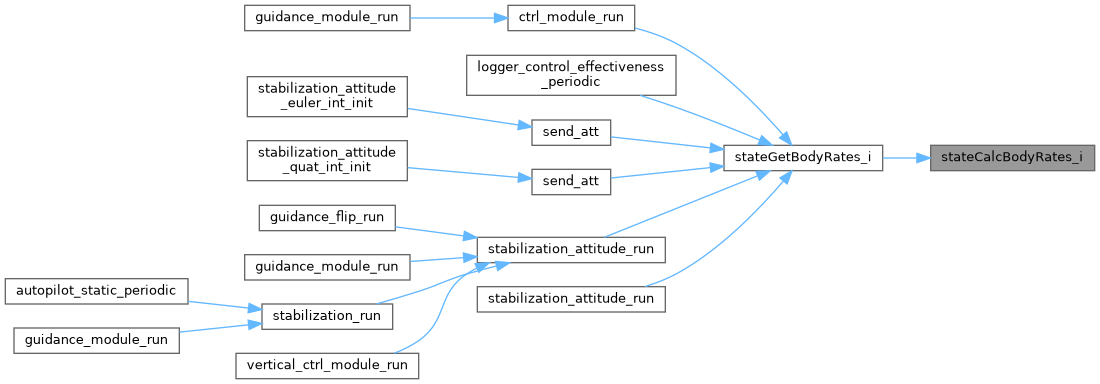 guidance_module_run
ctrl_module_run
logger_control_effectiveness
_periodic
stabilization_attitude
_euler_int_init
send_att
stabilization_attitude
_quat_int_init
send_att
stateGetBodyRates_i
stateCalcBodyRates_i
guidance_flip_run
stabilization_attitude_run
guidance_module_run
stabilization_attitude_run
autopilot_static_periodic
stabilization_run
guidance_module_run
vertical_ctrl_module_run